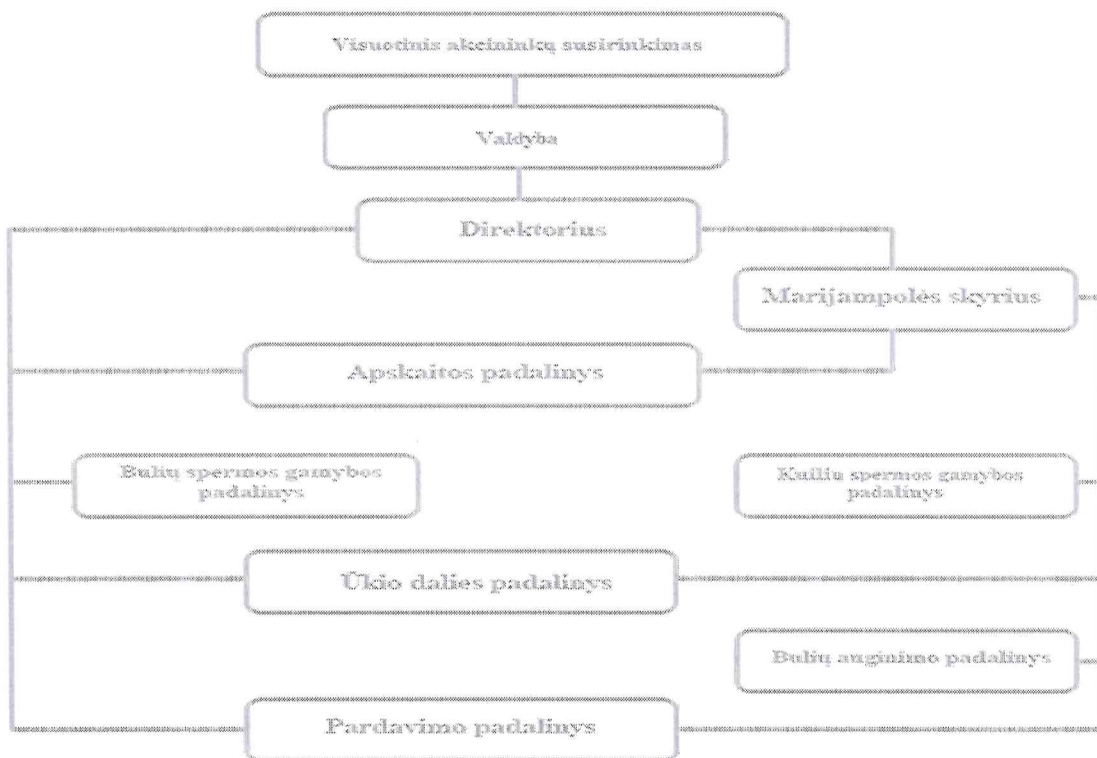 Visuotinis akcininkų susirinkimas
Valdyba
Direktorius
Marijampolės skyrius
Apskaitos padalinys
Bulių spermos gamybos
padalinys
Kuilių spermos gamybos
padalinys
Ūkio dalies padalinys
Bulių auginimo padalinys
Pardavimo padalinys